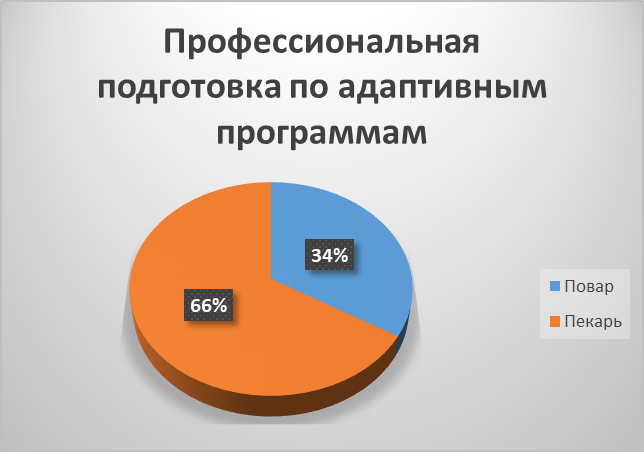 Профессиональная
подготовка по адаптивным
программам
34%
66%
Повар
Пекарь